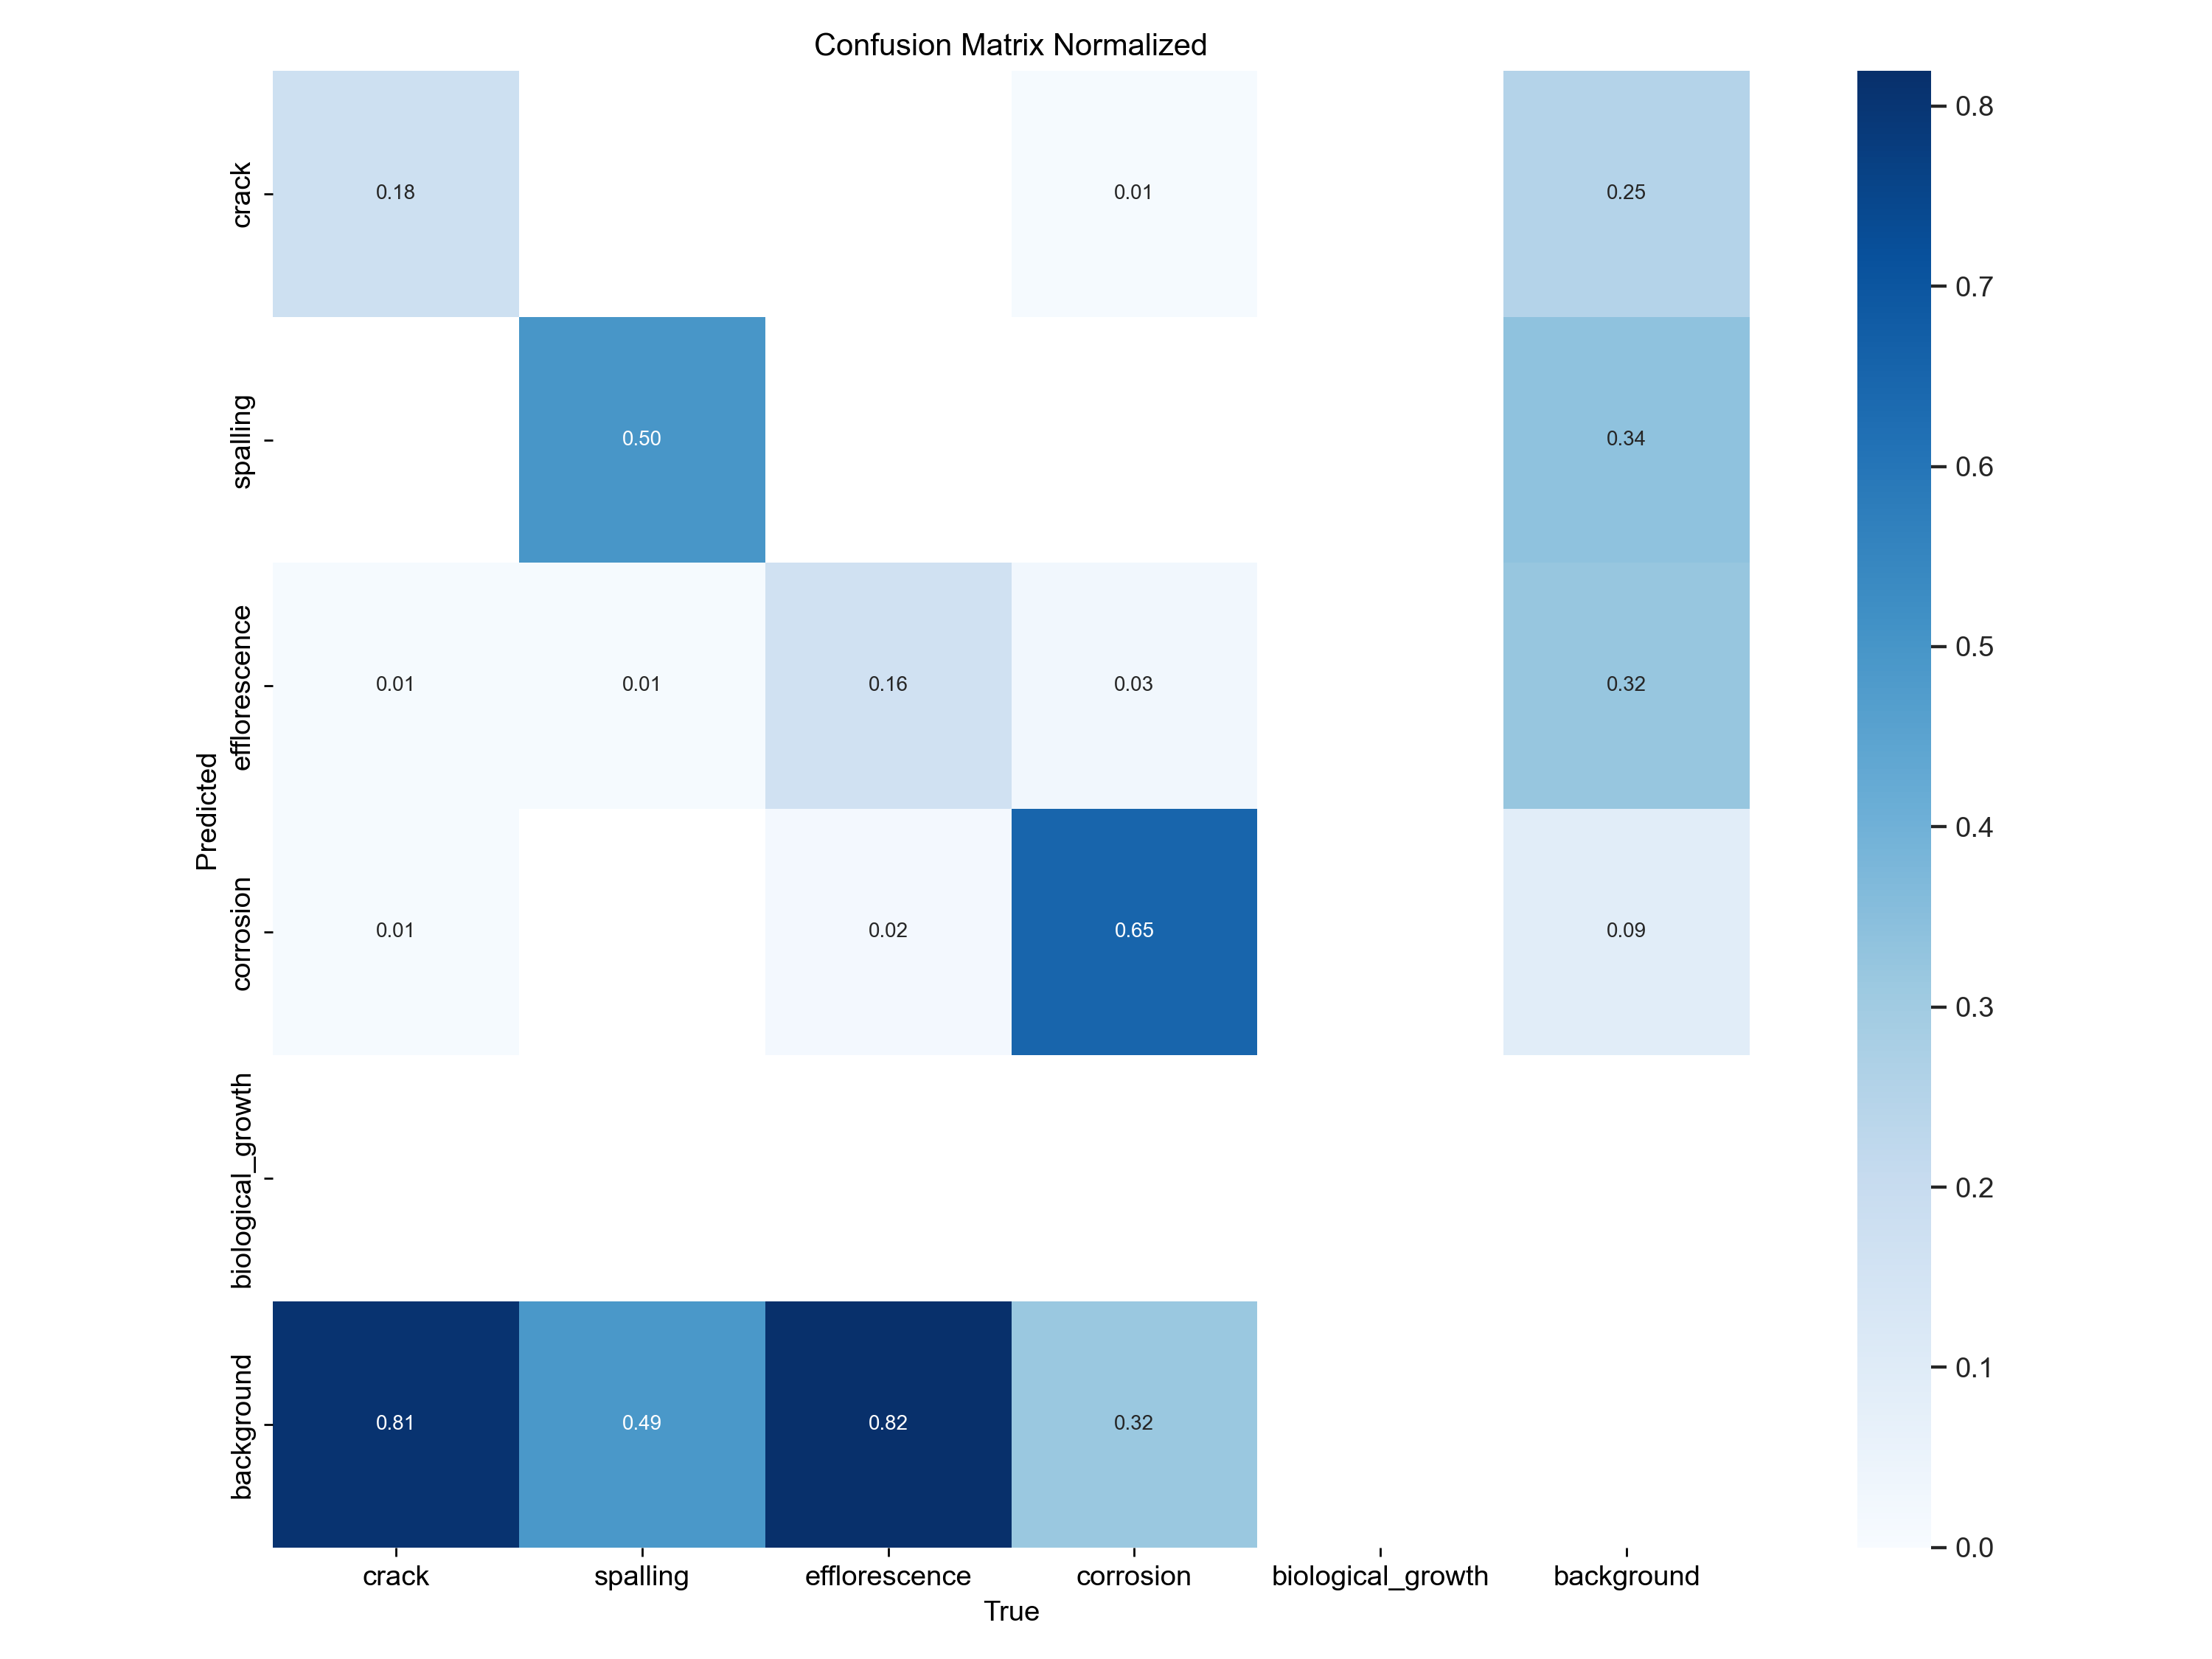 Confusion Matrix Normalized
crack
0.18
0.01
0.25
spalling
0.50
0.34
efflorescence
0.01
0.01
0.16
0.03
0.32
corrosion
0.01
0.02
0.65
0.09
biological_growth
background
0.81
0.49
0.82
0.32
Predicted
crack
spalling
efflorescence
corrosion
biological_growth
background
True
0.8
0.7
0.6
0.5
0.4
0.3
0.2
0.1
0.0